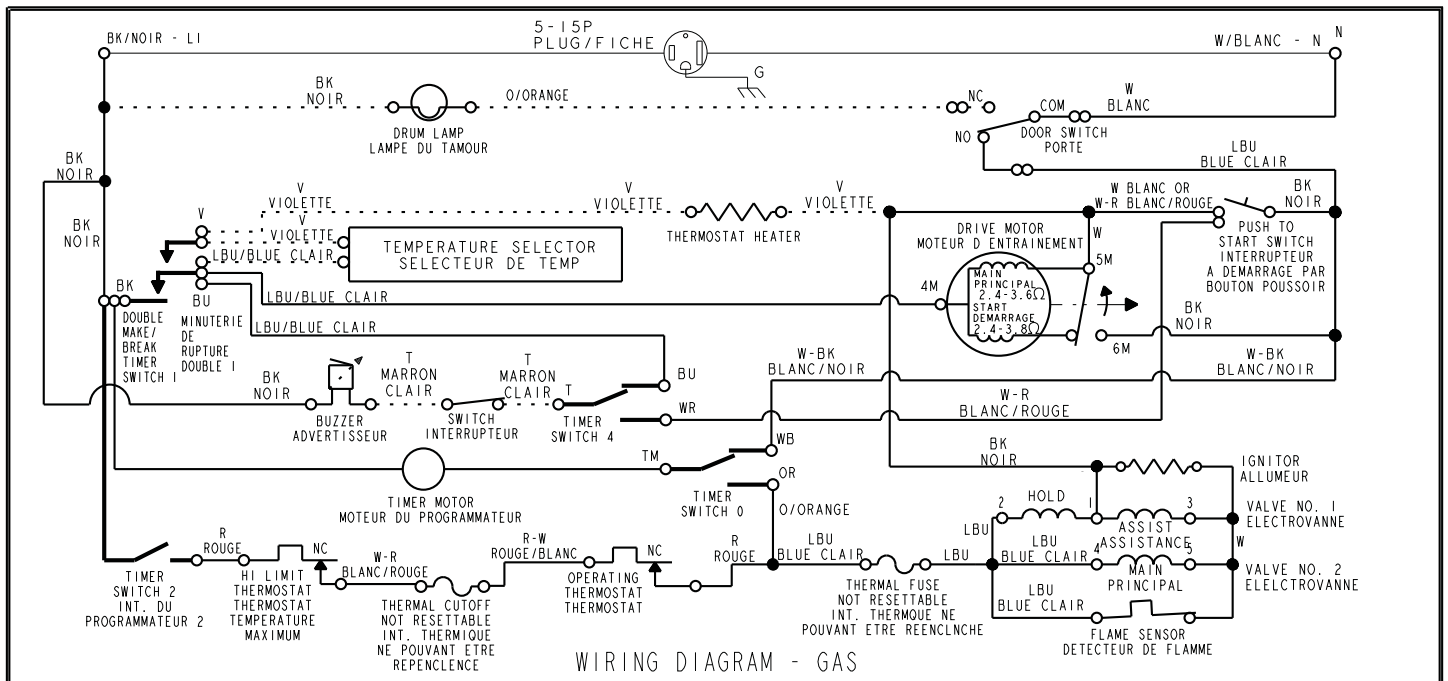 5-15P
PLUG/FICHE
BK/NOIR - L1
W/BLANC - N
N
G
BK
NOIR
O/ORANGE
NC
COM
W
BLANC
DRUM LAMP
LAMPE DU TAMOUR
NO
DOOR SWITCH
PORTE
LBU
BLUE CLAIR
BK
NOIR
V
VIOLETTE
V
VIOLETTE
V
VIOLETTE
W BLANC OR
W-R BLANC/ROUGE
BK
NOIR
BK
NOIR
V
V
VIOLETTE
LBU/BLUE CLAIR
TEMPERATURE SELECTOR
SELECTEUR DE TEMP
THERMOSTAT HEATER
DRIVE MOTOR
MOTEUR D ENTRAINEMENT
W
5M
PUSH TO
START SWITCH
INTERRUPTEUR
A DEMARRAGE PAR
BOUTON POUSSOIR
BK
BU
LBU/BLUE CLAIR
4M
MAIN
PRINCIPAL
2.4-3.6Ω
START
DEMARRAGE
2.4-3.8Ω
6M
BK
NOIR
DOUBLE
MAKE/
BREAK
TIMER
SWITCH 1
MINUTERIE
DE
RUPTURE
DOUBLE 1
LBU/BLUE CLAIR
W-BK
BLANC/NOIR
W-BK
BLANC/NOIR
BK
NOIR
T
MARRON
CLAIR
T
MARRON
CLAIR
T
BU
WR
W-R
BLANC/ROUGE
BUZZER
ADVERTISSEUR
SWITCH
INTERRUPTEUR
TIMER
SWITCH 4
TM
WB
OR
BK
NOIR
IGNITOR
ALLUMEUR
TIMER MOTOR
MOTEUR DU PROGRAMMATEUR
TIMER
SWITCH 0
O/ORANGE
2
HOLD
1
3
ASSIST
ASSISTANCE
VALVE NO. 1
ELECTROVANNE
R
ROUGE
NC
W-R
BLANC/ROUGE
R-W
ROUGE/BLANC
NC
R
ROUGE
LBU
BLUE CLAIR
LBU
LBU
LBU
BLUE CLAIR
4
5
W
MAIN
PRINCIPAL
VALVE NO. 2
ELELCTROVANNE
TIMER
SWITCH 2
INT. DU
PROGRAMMATEUR 2
HI LIMIT
THERMOSTAT
THERMOSTAT
TEMPERATURE
MAXIMUM
THERMAL CUTOFF
NOT RESETTABLE
INT. THERMIQUE
NE POUVANT ETRE
REPENCLENCE
OPERATING
THERMOSTAT
THERMOSTAT
THERMAL FUSE
NOT RESETTABLE
INT. THERMQUE NE
POUVANT ETRE REENCLNCHE
LBU
BLUE CLAIR
FLAME SENSOR
DETECTEUR DE FLAMME
WIRING DIAGRAM - GAS